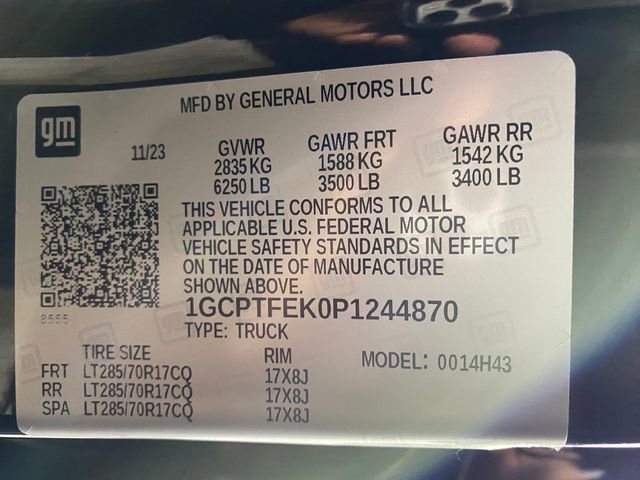 MFD BY GENERAL MOTORS LLC
gm
11/23
GVWR GAWR FRT GAWR RR
2835 KG 1588 KG 1542 KG
6250 LB 3500 LB 3400 LB
THIS VEHICLE CONFORMS TO ALL
APPLICABLE U.S. FEDERAL MOTOR
VEHICLE SAFETY STANDARDS IN EFFECT
ON THE DATE OF MANUFACTURE
SHOWN ABOVE.
8555
1GCPTFEK0P1244870
TYPE: TRUCK
TIRE SIZE RIM MODEL: 0014H43
FRT LT285/70R17CQ 17X8J
RR LT285/70R17CQ 17X8J
SPA LT285/70R17CQ 17X8J